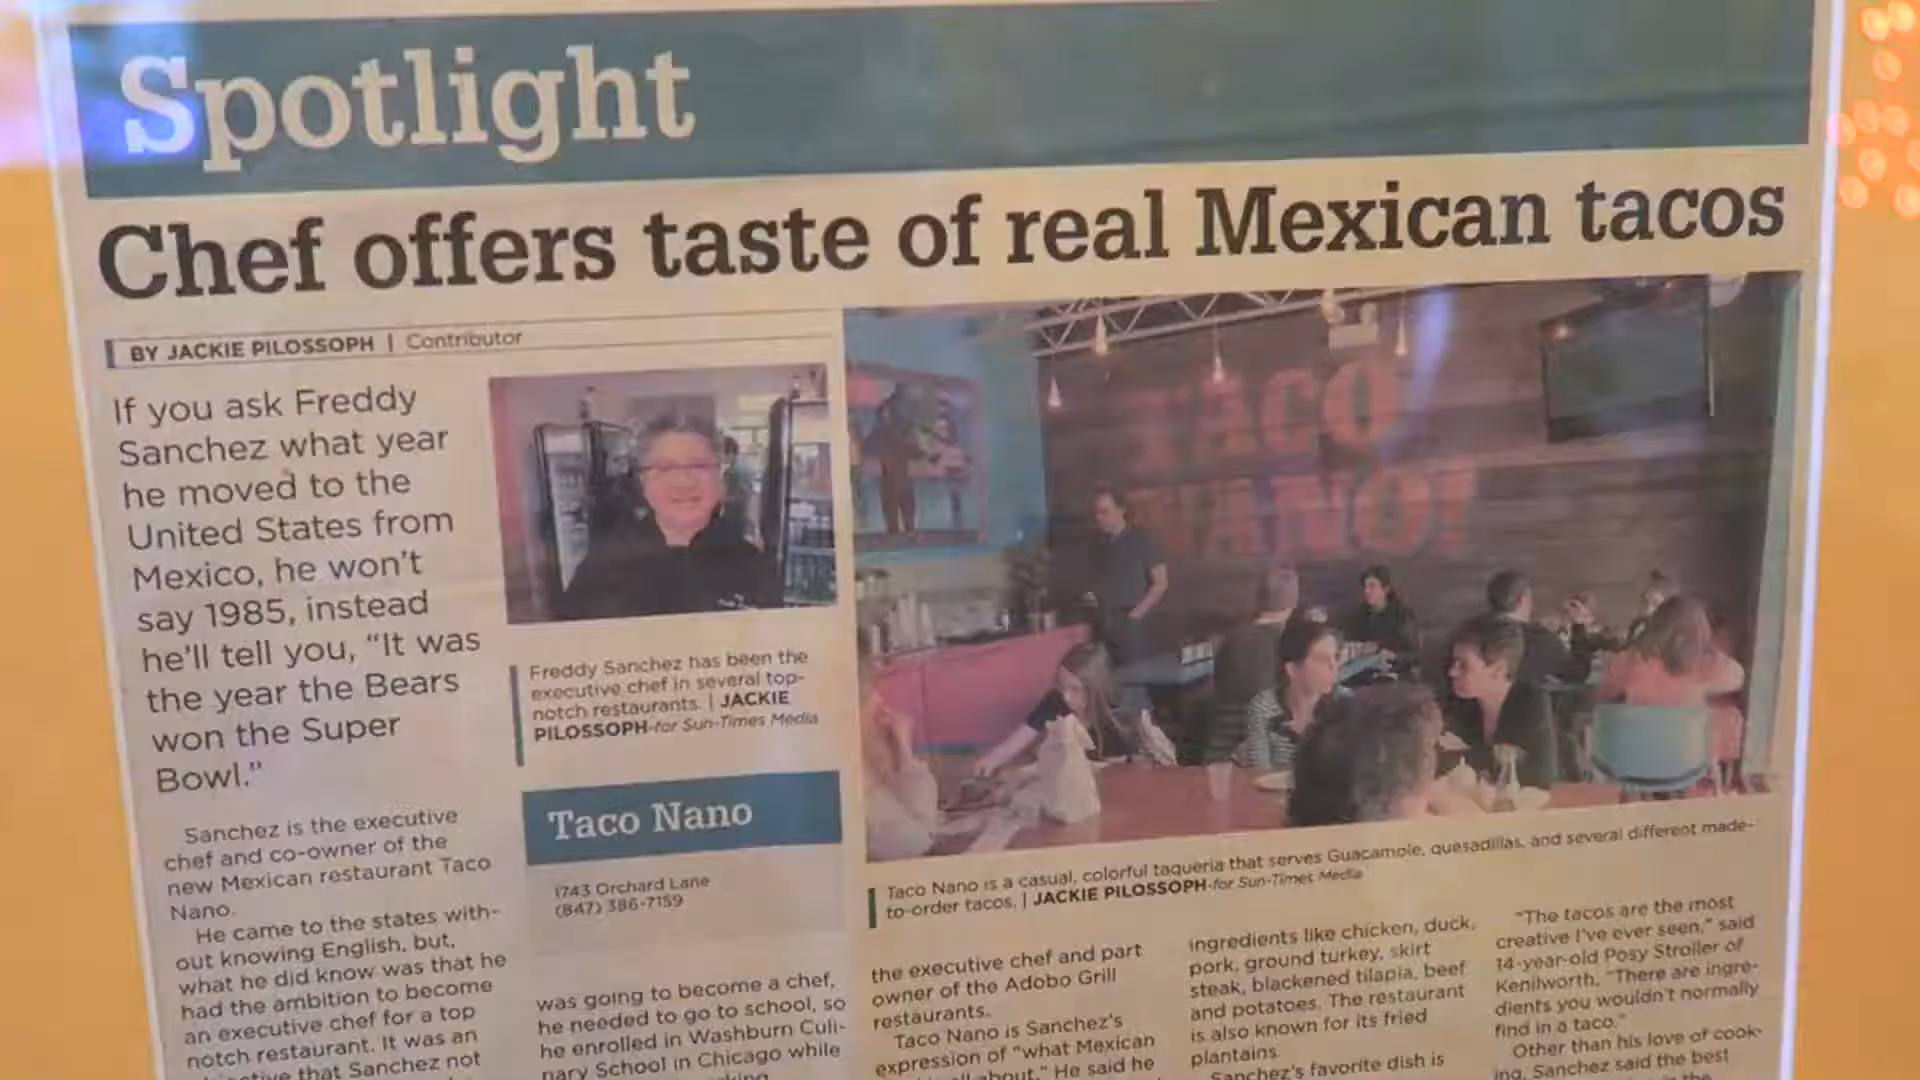 Spotlight
Chef offers taste of real Mexican tacos
BY JACKIE PILOSSOPH | Contributor
If you ask Freddy
Sanchez what year
he moved to the
United States from
Mexico, he won't
say 1985, instead
he'll tell you, “It was
the year the Bears
won the Super
Bowl.”
Sanchez is the executive
chef and co-owner of the
new Mexican restaurant Taco
Nano.
He came to the states with-
out knowing English, but,
what he did know was that he
had the ambition to become
an executive chef for a top
notch restaurant. It was an
that Sanchez not
Freddy Sanchez has been the
executive chef in several top-
notch restaurants. | JACKIE
PILOSSOPH-for Sun-Times Media
Taco Nano
1743 Orchard Lane
(847) 386-7159
was going to become a chef,
he needed to go to school, so
he enrolled in Washburn Culi-
nary School in Chicago while
TACO
NANO!
Taco Nano is a casual, colorful taqueria that serves Guacamole, quesadillas, and several different made-
to-order tacos. | JACKIE PILOSSOPH-for Sun-Times Media
the executive chef and part
owner of the Adobo Grill
restaurants.
Taco Nano is Sanchez's
expression of “what Mexican
about.” He said he
ingredients like chicken, duck,
pork, ground turkey, skirt
steak, blackened tilapia, beef
and potatoes. The restaurant
is also known for its fried
plantains.
Sanchez's favorite dish is
“The tacos are the most
creative I've ever seen,” said
14-year-old Posy Stroller of
Kenilworth. “There are ingre-
dients you wouldn't normally
find in a taco.”
Other than his love of cook-
ing, Sanchez said the best
the